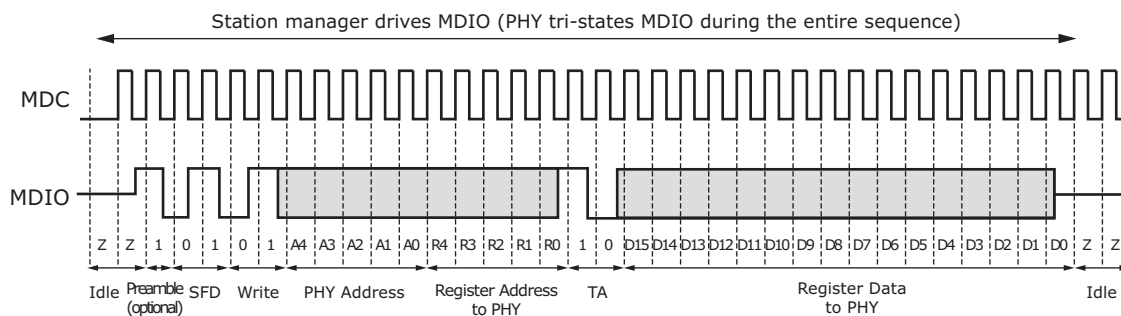 Station manager drives MDIO (PHY tri-states MDIO during the entire sequence)
MDC
MDIO
Z Z 1 0 1 0 1 A4 A3 A2 A1 A0 R4 R3 R2 R1 R0 1 0 D15 D14 D13 D12 D11 D10 D9 D8 D7 D6 D5 D4 D3 D2 D1 D0 Z Z
Idle Preamble SFD Write PHY Address Register Address TA Register Data Idle
(optional) to PHY to PHY